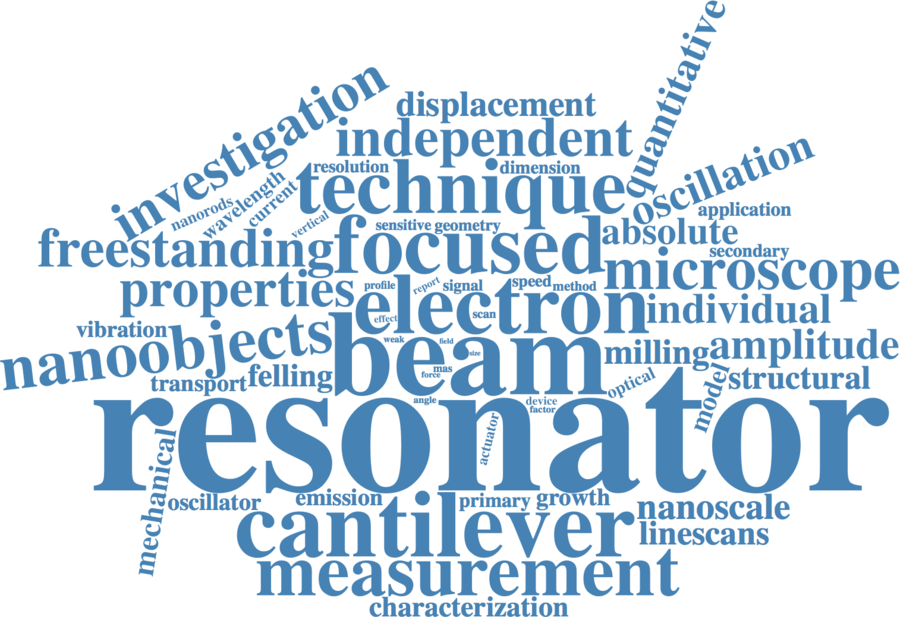 quantitative
investigation
displacement
independent
oscillation
resolution
dimension
technique
wavelength
nanorods
current
vertical
application
sensitive geometry
focused
absolute
freestanding
secondary
microscope
properties
profile
report
signal
speed
method
electron
individual
effect
scan
vibration
nanoobjects
beam
weak
field
size
milling
amplitude
transport
felling
force
mas
optical
model
structural
angle
device
factor
resonator
actuator
mechanical
oscillator
emission
primary
growth
nanoscale
cantilever
linescans
measurement
characterization